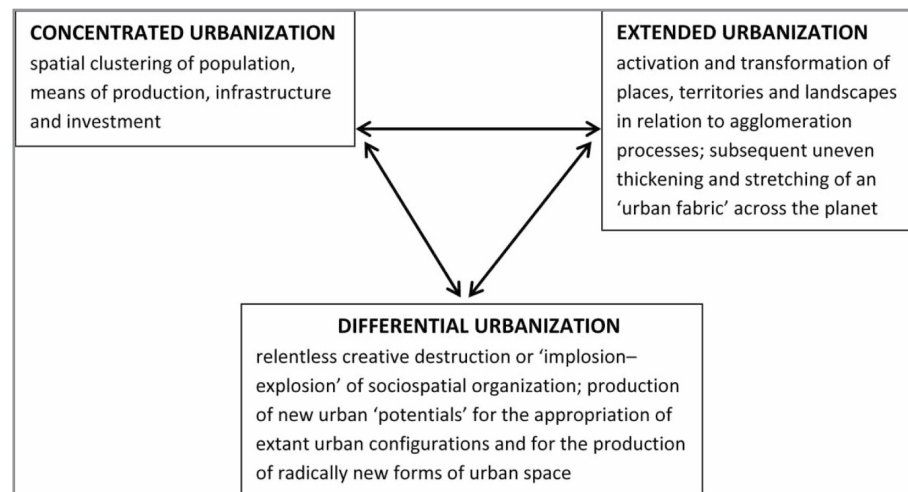 CONCENTRATED URBANIZATION
spatial clustering of population,
means of production, infrastructure
and investment
EXTENDED URBANIZATION
activation and transformation of
places, territories and landscapes
in relation to agglomeration
processes; subsequent uneven
thickening and stretching of an
‘urban fabric’ across the planet
DIFFERENTIAL URBANIZATION
relentless creative destruction or ‘implosion–
explosion’ of sociospatial organization; production
of new urban ‘potentials’ for the appropriation of
extant urban configurations and for the production
of radically new forms of urban space